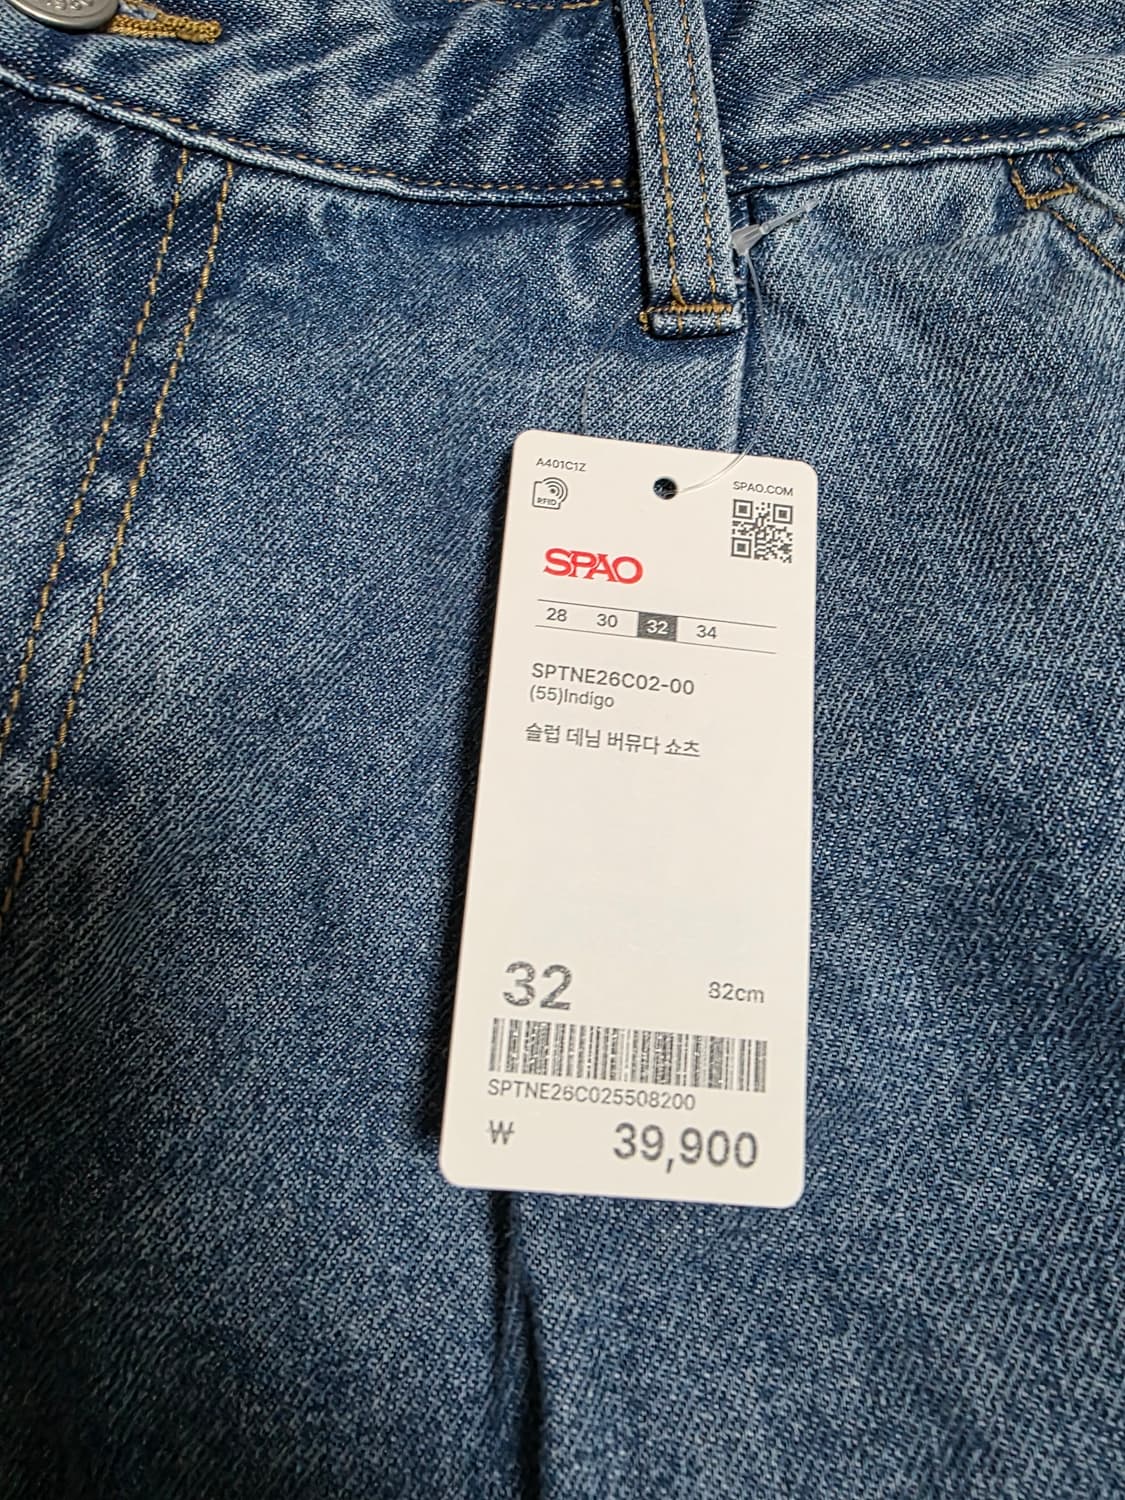 A401C1Z
SPAO.COM
RFID
SPAO
28 30 32 34
SPTNE26C02-00
(55)Indigo
슬럽 데님 버뮤다 쇼츠
32 82cm
SPTNE26C025508200
₩ 39,900